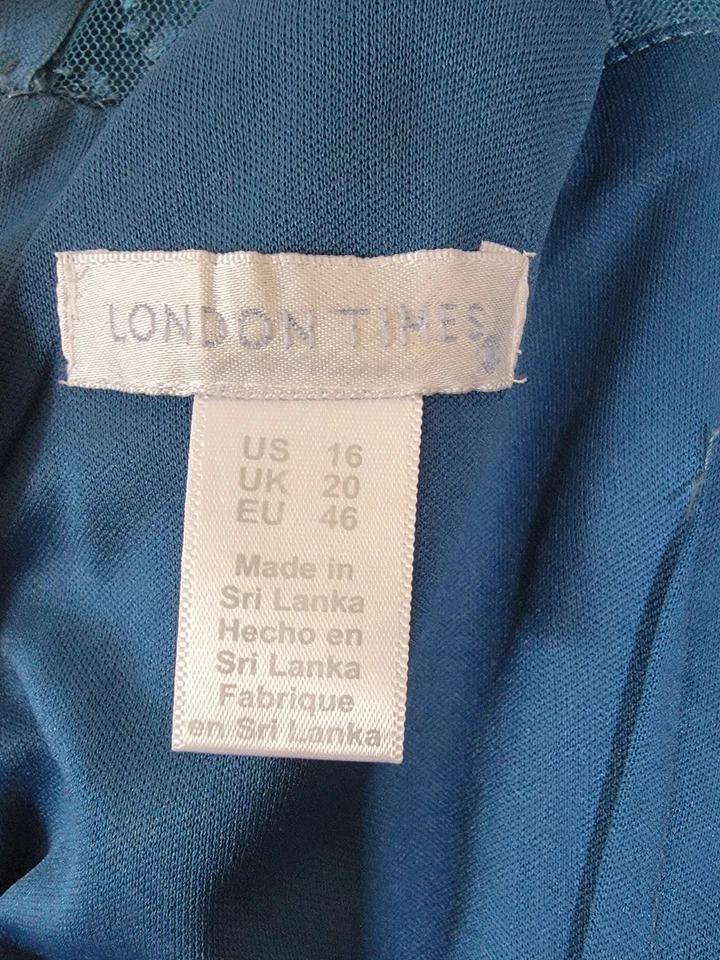 LONDON TIMES
US 16
UK 20
EU 46
Made in
Sri Lanka
Hecho en
Sri Lanka
Fabrique
en Sri Lanka